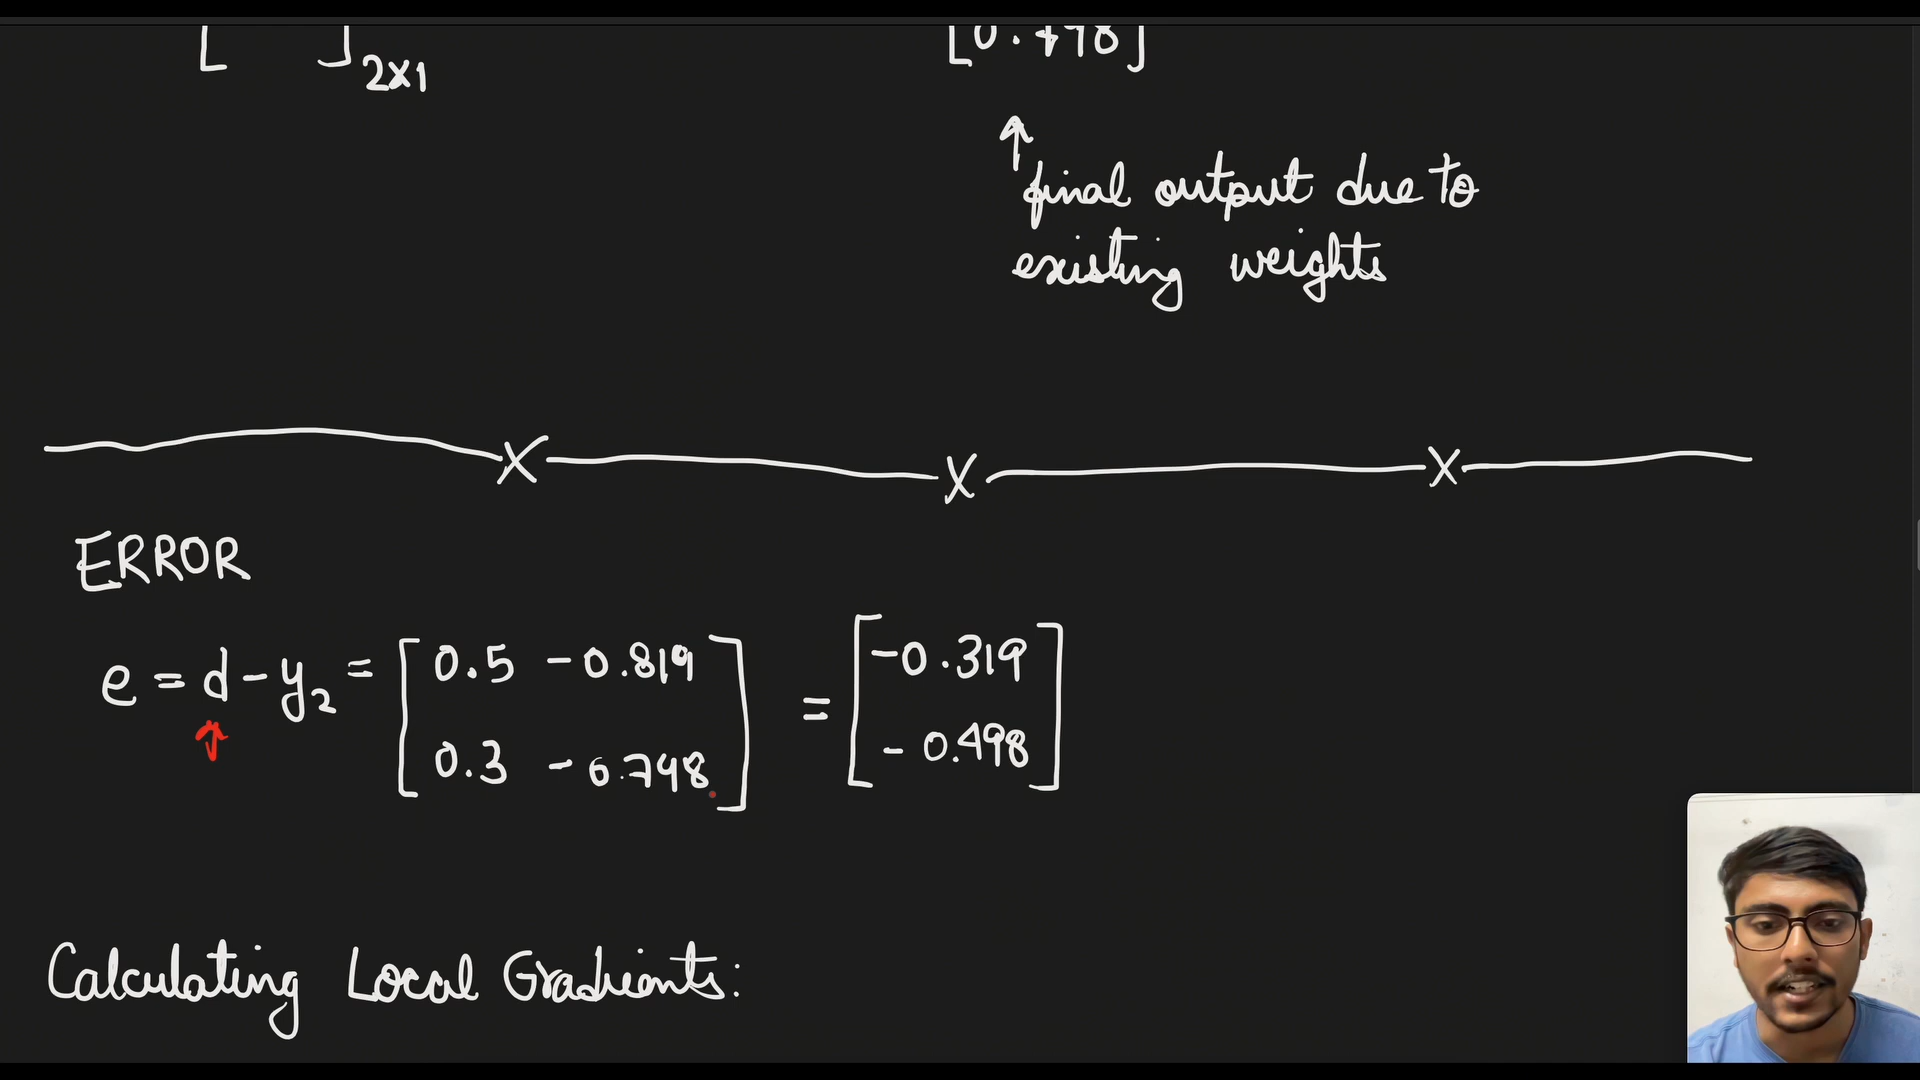 [ ] 2x1 [0.798]
↑
final output due to
existing weights
ERROR
e = d - y₂ = [0.5 - 0.819] = [-0.319]
[0.3 - 0.798] [-0.498]
Calculating Local Gradients: